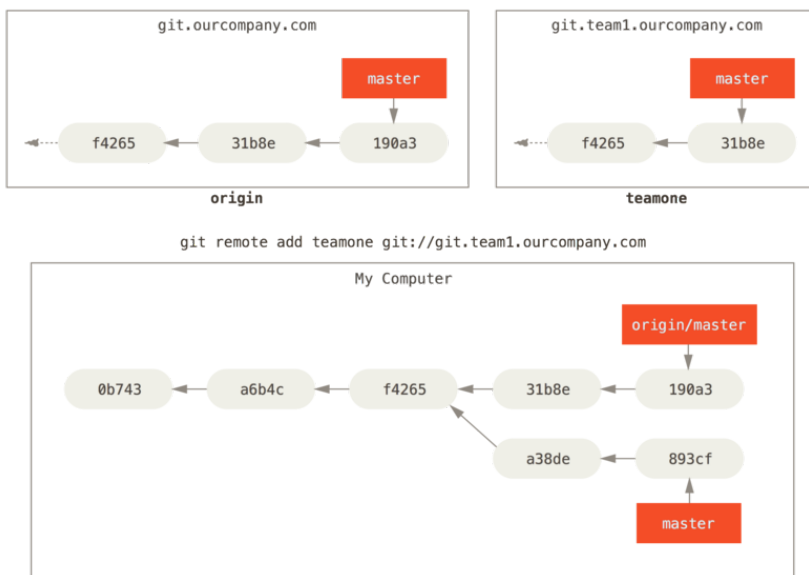 git.ourcompany.com
master
f4265 31b8e 190a3
origin
git.team1.ourcompany.com
master
f4265 31b8e
teamone
git remote add teamone git://git.team1.ourcompany.com
My Computer
origin/master
0b743 a6b4c f4265 31b8e 190a3
a38de 893cf
master